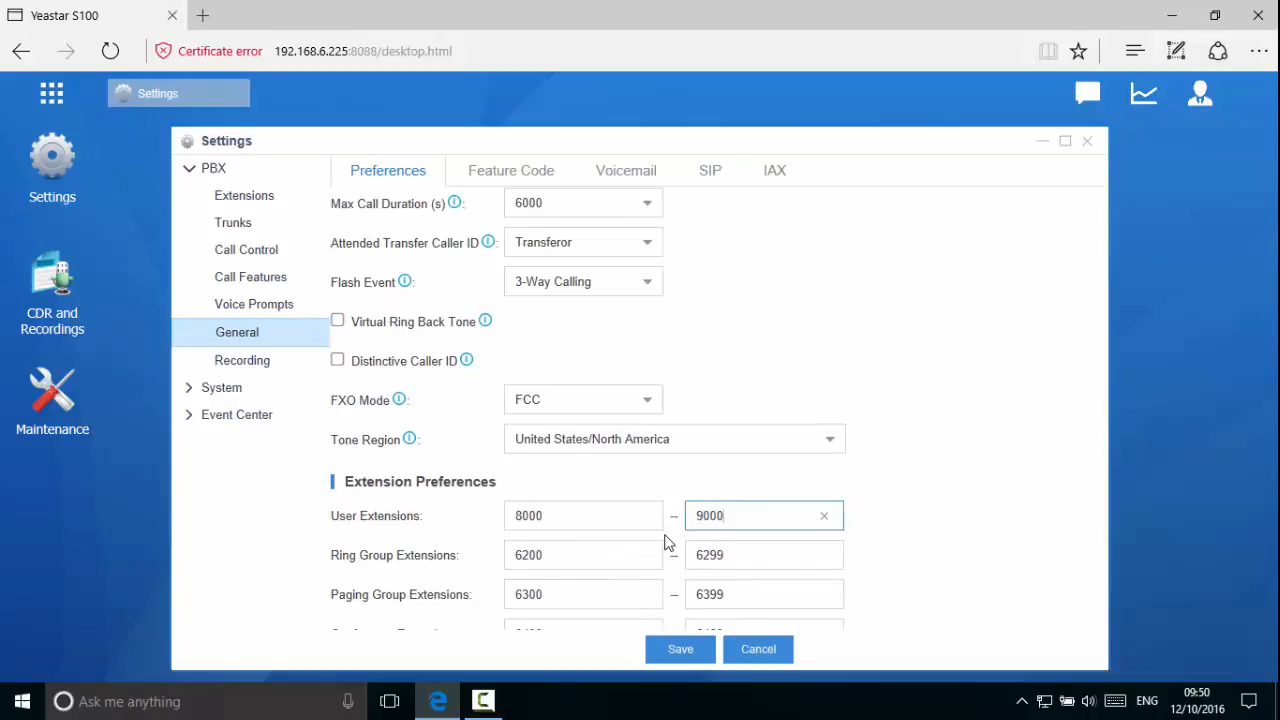 Yeastar S100
Certificate error 192.168.6.225:8088/desktop.html
Settings
Settings
CDR and
Recordings
Maintenance
Settings
PBX
Extensions
Trunks
Call Control
Call Features
Voice Prompts
General
Recording
System
Event Center
Preferences Feature Code Voicemail SIP IAX
Max Call Duration (s) : 6000
Attended Transfer Caller ID : Transferor
Flash Event : 3-Way Calling
Virtual Ring Back Tone
Distinctive Caller ID
FXO Mode : FCC
Tone Region : United States/North America
Extension Preferences
User Extensions: 8000 -- 9000
Ring Group Extensions: 6200 -- 6299
Paging Group Extensions: 6300 -- 6399
Save Cancel
Ask me anything
ENG
09:50
12/10/2016